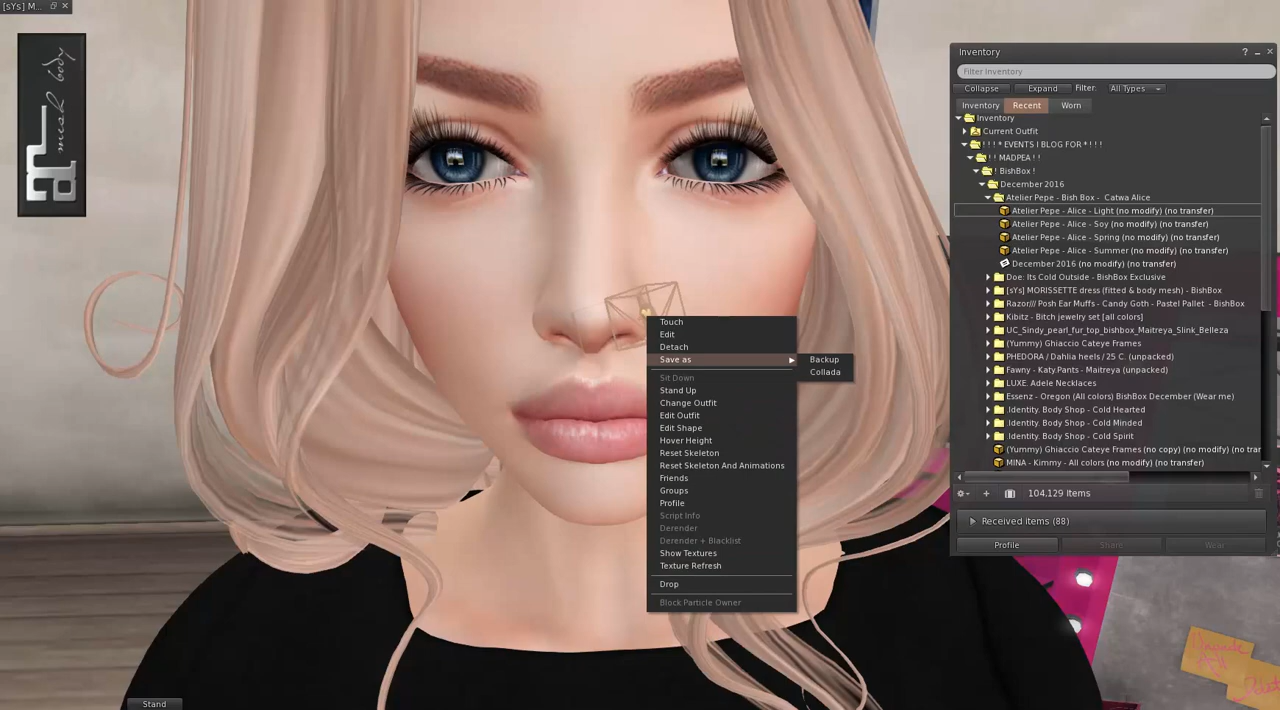 [sYs] M...
mesh body
Touch
Edit
Detach
Save as
Backup
Collada
Sit Down
Stand Up
Change Outfit
Edit Outfit
Edit Shape
Hover Height
Reset Skeleton
Reset Skeleton And Animations
Friends
Groups
Profile
Script Info
Derender
Derender + Blacklist
Show Textures
Texture Refresh
Drop
Block Particle Owner
Stand
Inventory
Filter Inventory
Collapse Expand Filter: All Types
Inventory Recent Worn
Inventory
Current Outfit
! ! ! * EVENTS I BLOG FOR * ! ! !
! ! MADPEA ! !
! BishBox !
December 2016
Atelier Pepe - Bish Box - Catwa Alice
Atelier Pepe - Alice - Light (no modify) (no transfer)
Atelier Pepe - Alice - Soy (no modify) (no transfer)
Atelier Pepe - Alice - Spring (no modify) (no transfer)
Atelier Pepe - Alice - Summer (no modify) (no transfer)
December 2016 (no modify) (no transfer)
Doe: Its Cold Outside - BishBox Exclusive
[sYs] MORISSETTE dress (fitted & body mesh) - BishBox
Razor/// Posh Ear Muffs - Candy Goth - Pastel Pallet - BishBox
Kibitz - Bitch jewelry set [all colors]
UC_Sindy_pearl_fur_top_bishbox_Maitreya_Slink_Belleza
(Yummy) Ghiaccio Cateye Frames
PHEDORA / Dahlia heels / 25 C. (unpacked)
Fawny - Katy.Pants - Maitreya (unpacked)
LUXE. Adele Necklaces
Essenz - Oregon (All colors) BishBox December (Wear me)
.Identity. Body Shop - Cold Hearted
.Identity. Body Shop - Cold Minded
.Identity. Body Shop - Cold Spirit
(Yummy) Ghiaccio Cateye Frames (no copy) (no modify) (no tran
MINA - Kimmy - All colors (no modify) (no transfer)
104,129 Items
Received items (88)
Profile Share Wear